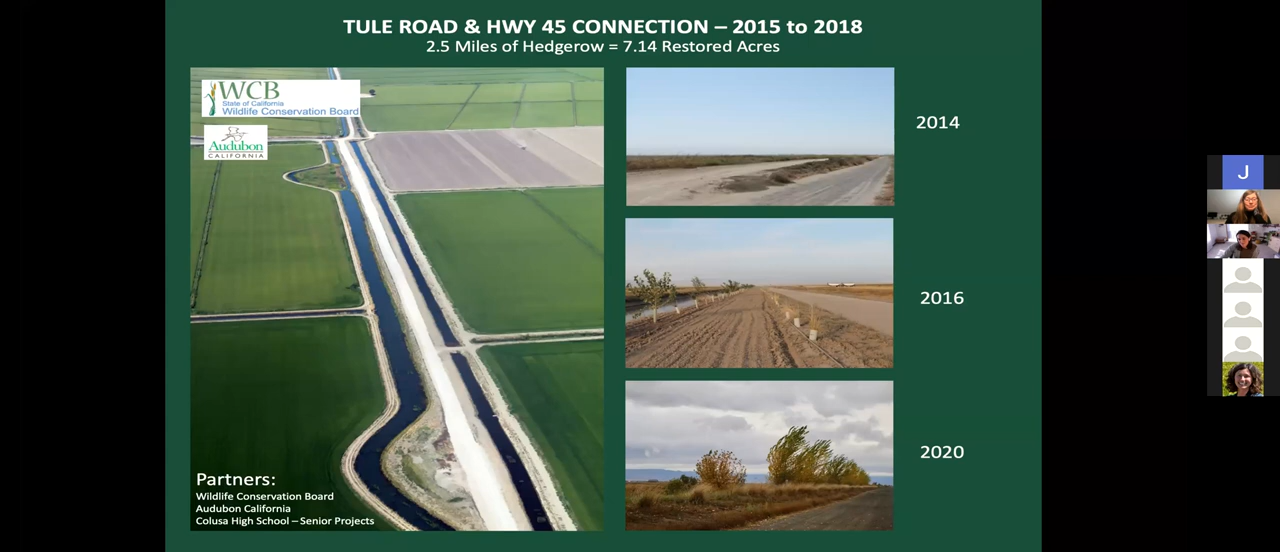 TULE ROAD & HWY 45 CONNECTION – 2015 to 2018
2.5 Miles of Hedgerow = 7.14 Restored Acres
WCB
State of California
Wildlife Conservation Board
Audubon
CALIFORNIA
2014
2016
2020
Partners:
Wildlife Conservation Board
Audubon California
Colusa High School – Senior Projects
J